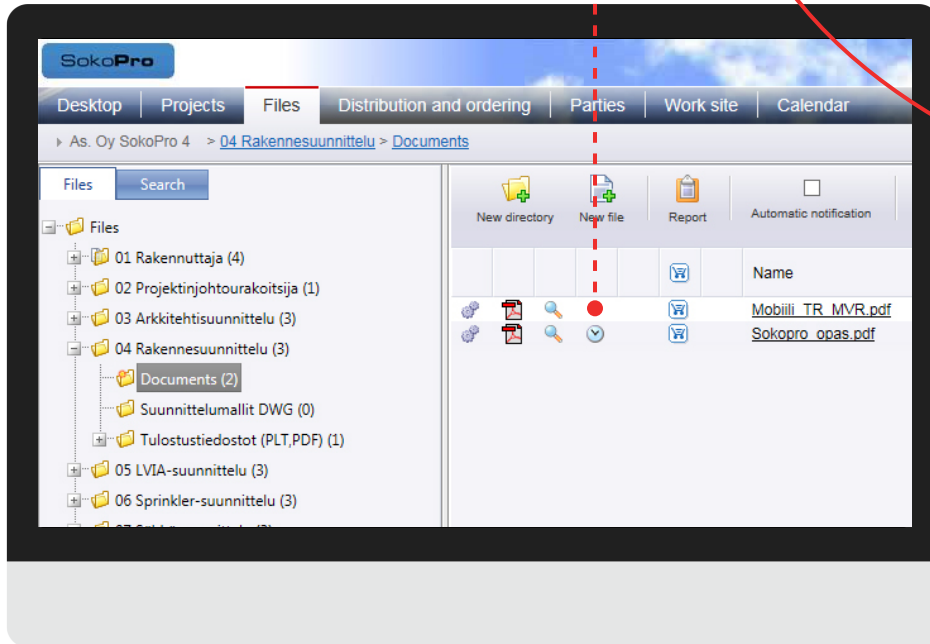 SokoPro
Desktop Projects Files Distribution and ordering Parties Work site Calendar
As. Oy SokoPro 4 > 04 Rakennesuunnittelu > Documents
Files Search
New directory New file Report Automatic notification
Files
01 Rakennuttaja (4)
02 Projektinjohtourakoitsija (1)
03 Arkkitehtisuunnittelu (3)
04 Rakennesuunnittelu (3)
Documents (2)
Suunnittelumallit DWG (0)
Tulostustiedostot (PLT,PDF) (1)
05 LVIA-suunnittelu (3)
06 Sprinkler-suunnittelu (3)
Name
Mobiili_TR_MVR.pdf
Sokopro_opas.pdf